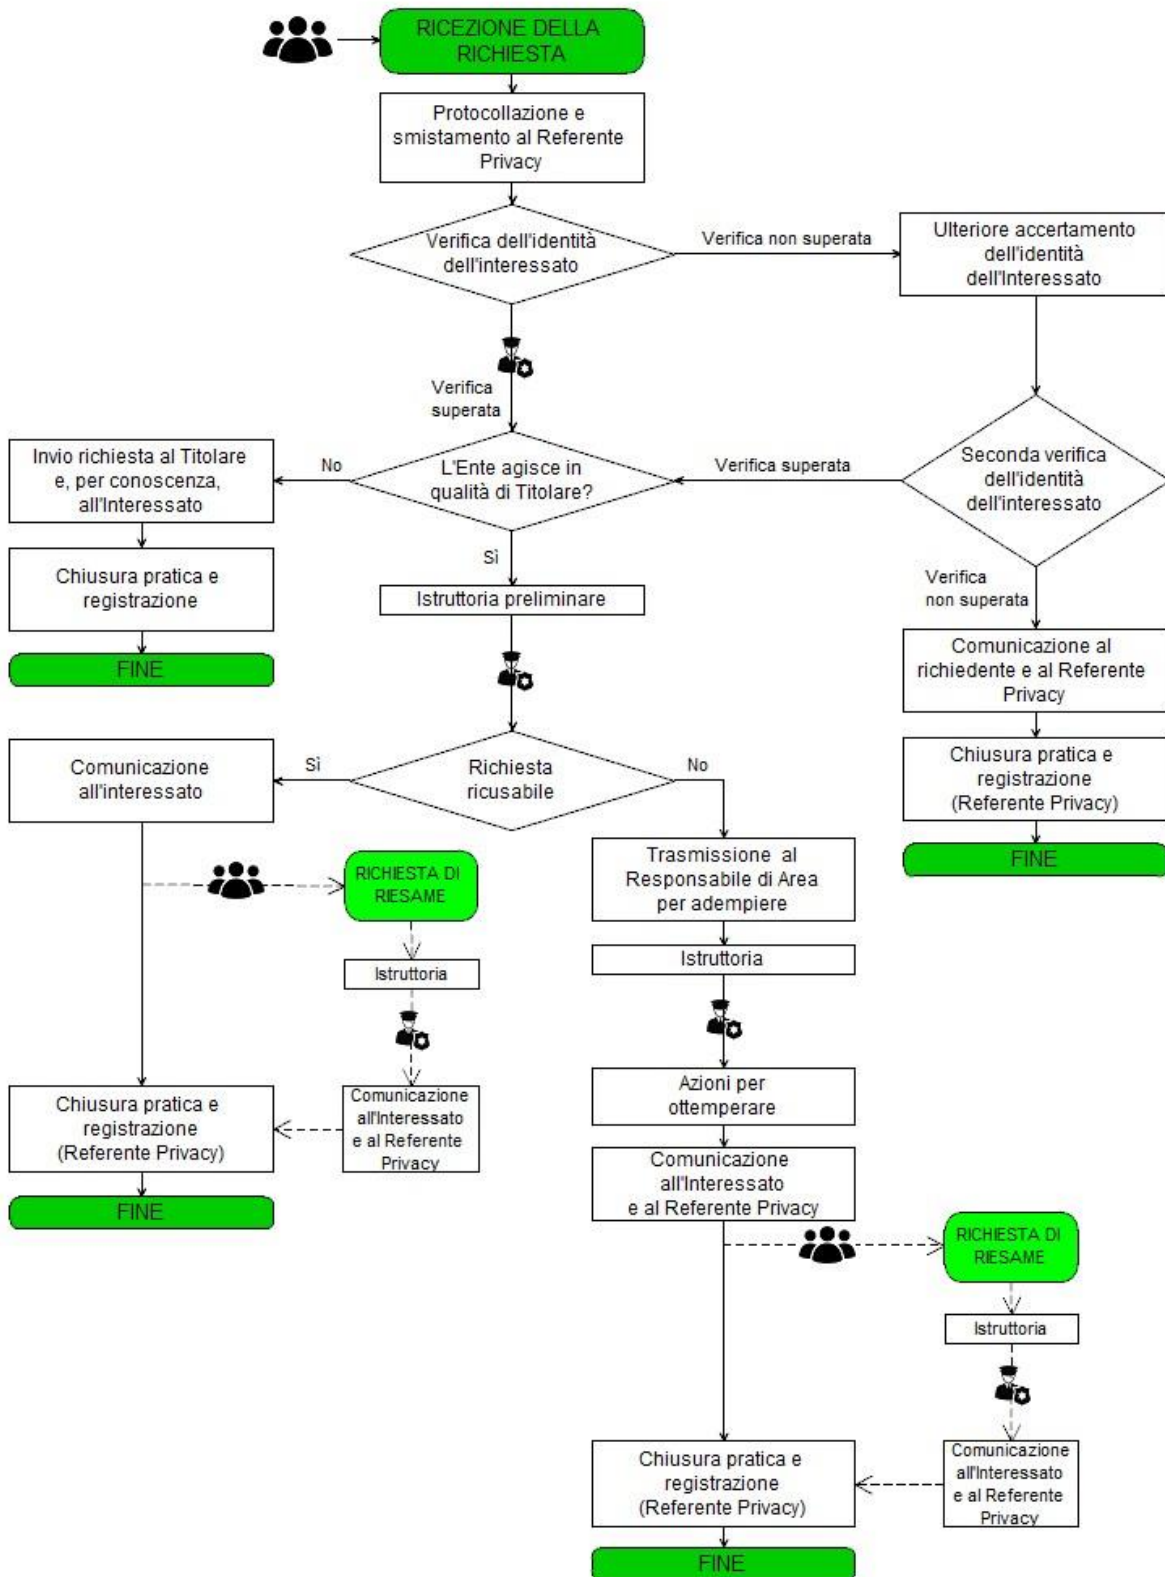 RICEZIONE DELLA
RICHIESTA
Protocollazione e
smistamento al Referente
Privacy
Verifica dell'identità
dell'interessato
Verifica non superata
Ulteriore accertamento
dell'identità
dell'Interessato
Verifica
superata
Invio richiesta al Titolare
e, per conoscenza,
all'Interessato
No
L'Ente agisce in
qualità di Titolare?
Verifica superata
Seconda verifica
dell'identità
dell'interessato
Chiusura pratica e
registrazione
FINE
Sì
Istruttoria preliminare
Verifica
non superata
Comunicazione al
richiedente e al Referente
Privacy
Chiusura pratica e
registrazione
(Referente Privacy)
FINE
Comunicazione
all'interessato
Sì
Richiesta
ricusabile
No
Trasmissione al
Responsabile di Area
per adempiere
RICHIESTA DI
RIESAME
Istruttoria
Istruttoria
Azioni per
ottemperare
Chiusura pratica e
registrazione
(Referente Privacy)
Comunicazione
all'Interessato
e al Referente
Privacy
FINE
Comunicazione
all'Interessato
e al Referente Privacy
RICHIESTA DI
RIESAME
Istruttoria
Chiusura pratica e
registrazione
(Referente Privacy)
Comunicazione
all'Interessato
e al Referente
Privacy
FINE